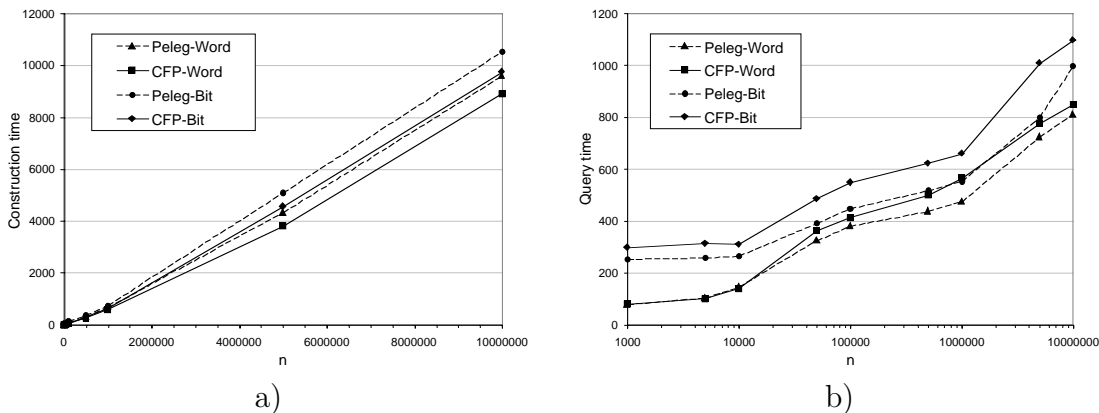 12000
10000
8000
6000
4000
2000
0
Construction time
Peleg-Word
CFP-Word
Peleg-Bit
CFP-Bit
0 2000000 4000000 6000000 8000000 10000000
n
a)
1200
1000
800
600
400
200
0
Query time
Peleg-Word
CFP-Word
Peleg-Bit
CFP-Bit
1000 10000 100000 1000000 10000000
n
b)